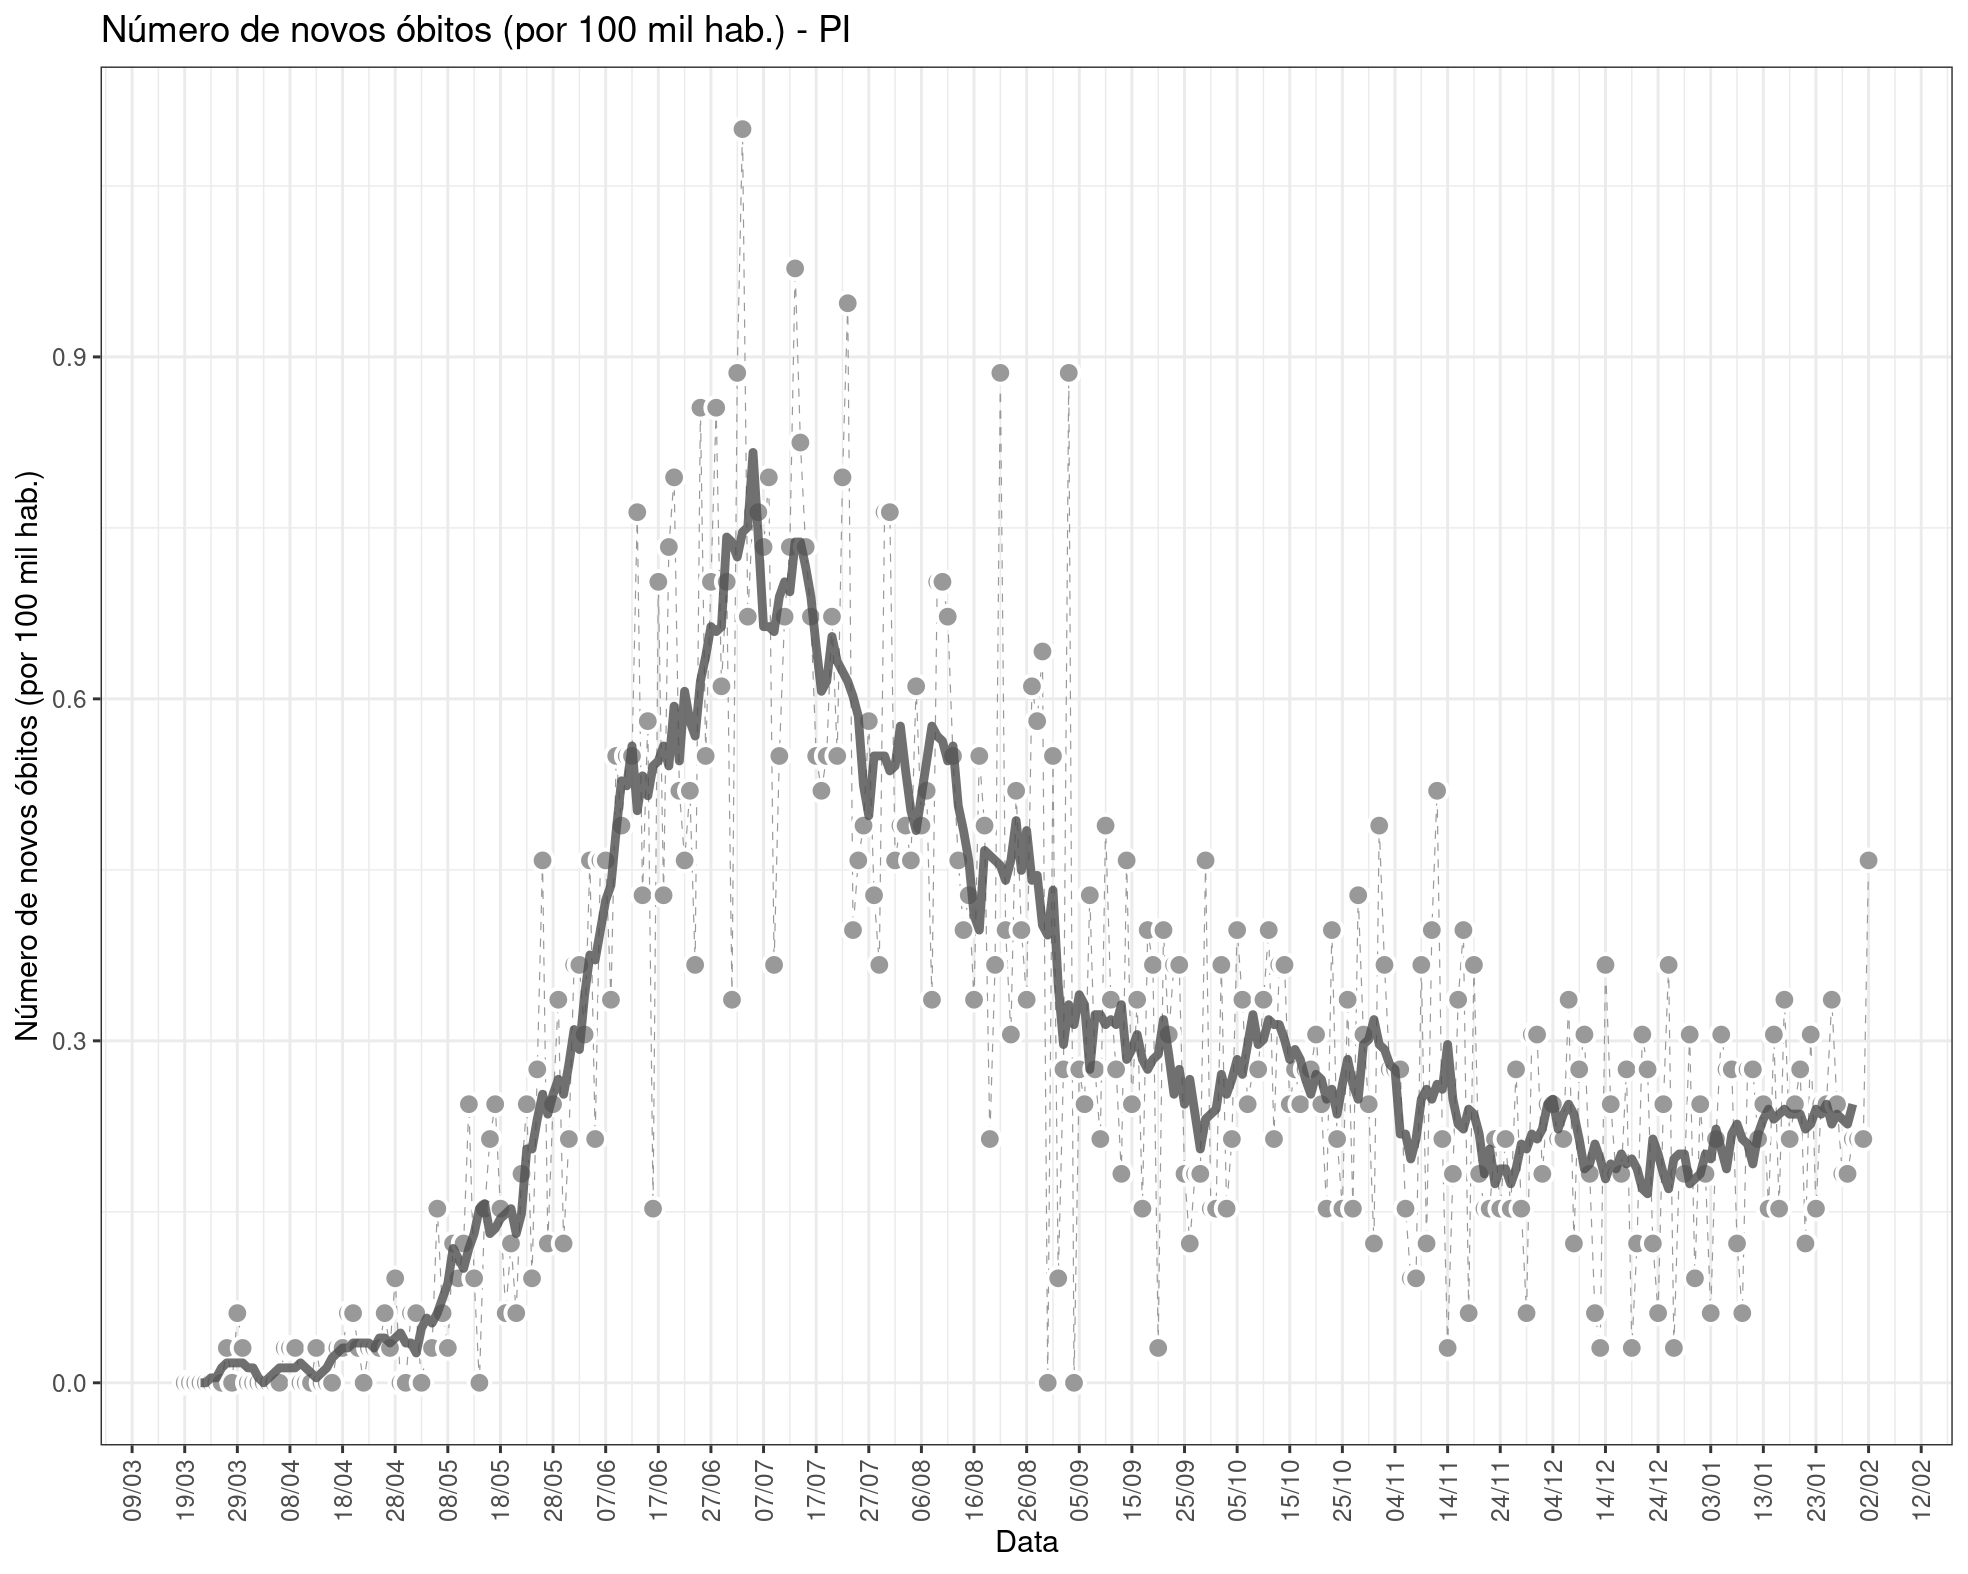 Número de novos óbitos (por 100 mil hab.) - PI
Número de novos óbitos (por 100 mil hab.)
0.9
0.6
0.3
0.0
09/03 19/03 29/03 08/04 18/04 28/04 08/05 18/05 28/05 07/06 17/06 27/06 07/07 17/07 27/07 06/08 16/08 26/08 05/09 15/09 25/09 05/10 15/10 25/10 04/11 14/11 24/11 04/12 14/12 24/12 03/01 13/01 23/01 02/02 12/02
Data